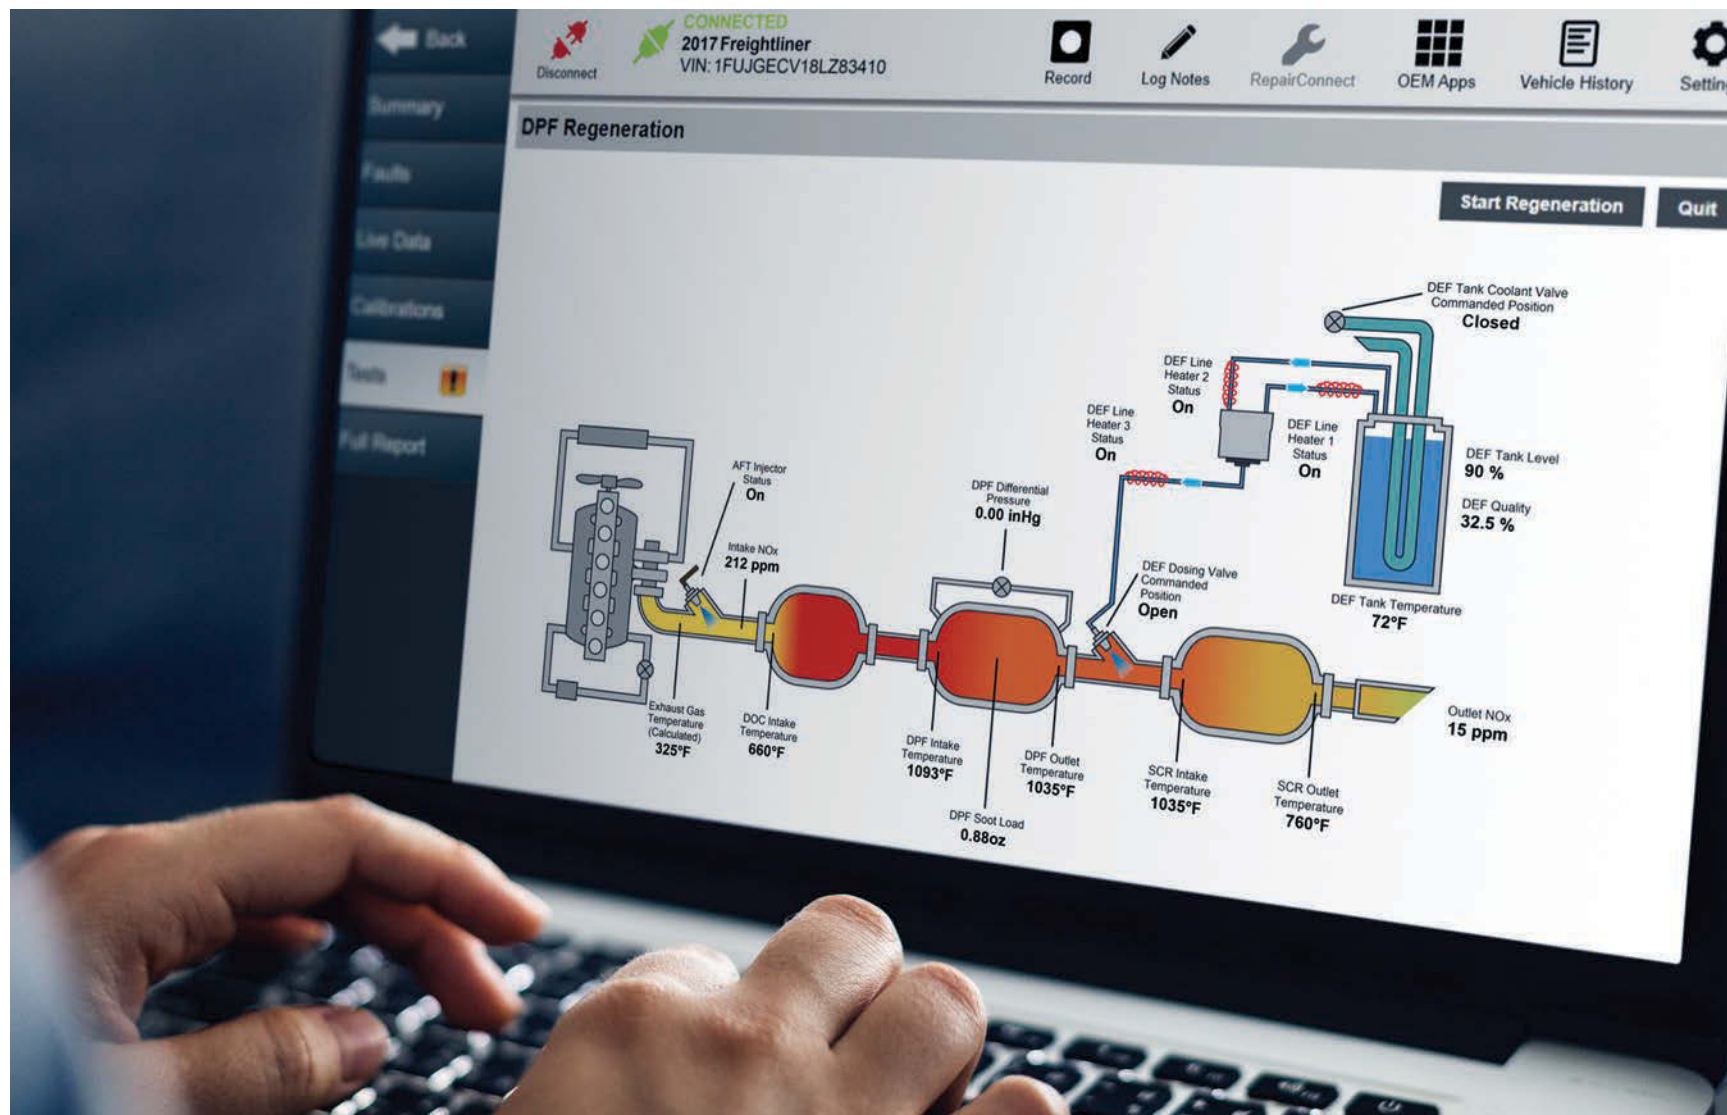 Back
Summary
Faults
Live Data
Calibrations
Tests
Full Report
Disconnect
CONNECTED
2017 Freightliner
VIN: 1FUJGECV18LZ83410
Record
Log Notes
RepairConnect
OEM Apps
Vehicle History
Setting
DPF Regeneration
Start Regeneration
Quit
DEF Tank Coolant Valve
Commanded Position
Closed
DEF Line
Heater 2
Status
On
DEF Line
Heater 3
Status
On
DEF Line
Heater 1
Status
On
DEF Tank Level
90 %
DEF Quality
32.5 %
DEF Tank Temperature
72°F
AFT Injector
Status
On
Intake NOx
212 ppm
DPF Differential
Pressure
0.00 inHg
DEF Dosing Valve
Commanded
Position
Open
Exhaust Gas
Temperature
(Calculated)
325°F
DOC Intake
Temperature
660°F
DPF Intake
Temperature
1093°F
DPF Soot Load
0.88oz
DPF Outlet
Temperature
1035°F
SCR Intake
Temperature
1035°F
SCR Outlet
Temperature
760°F
Outlet NOx
15 ppm